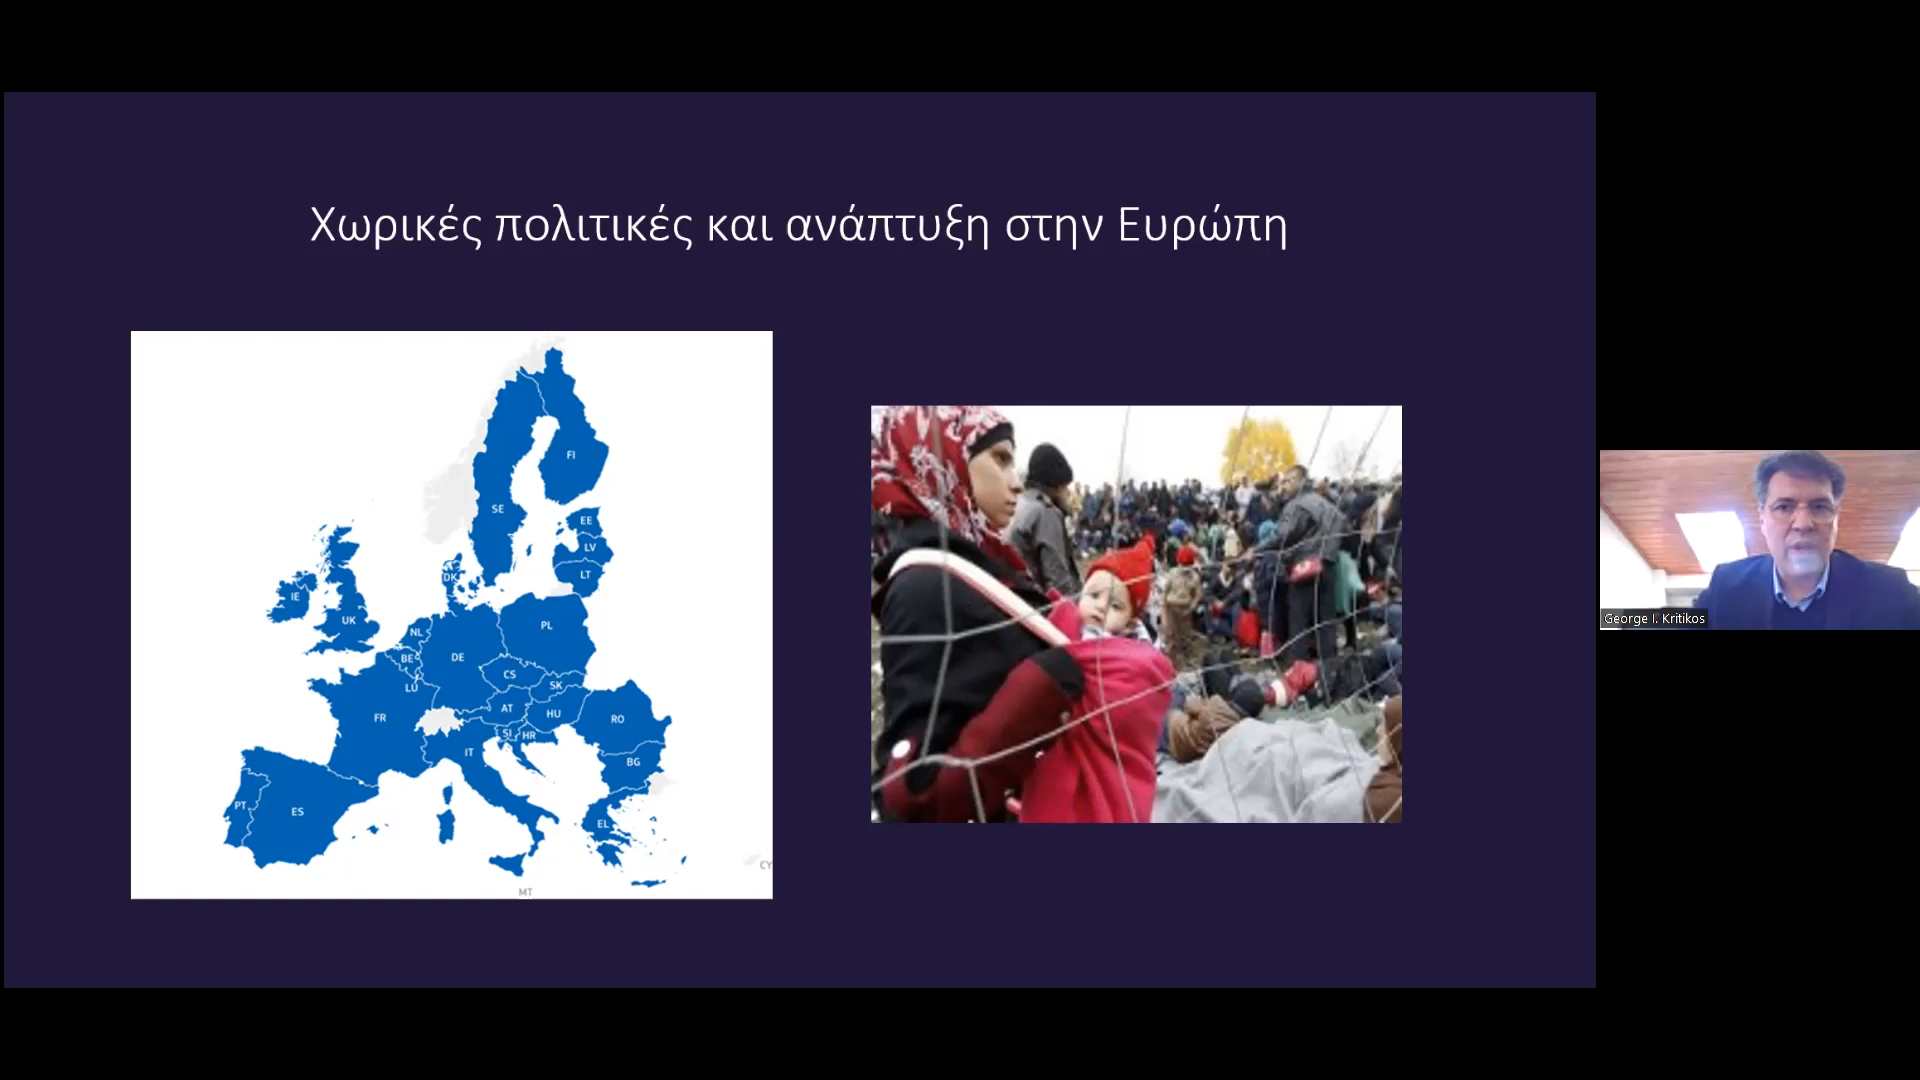 Χωρικές πολιτικές και ανάπτυξη στην Ευρώπη
FI
SE
EE
LV
LT
DK
IE
UK
NL
PL
BE
DE
LU
CS
SK
FR
AT
HU
RO
SI
HR
IT
BG
PT
ES
EL
CY
MT
George I. Kritikos